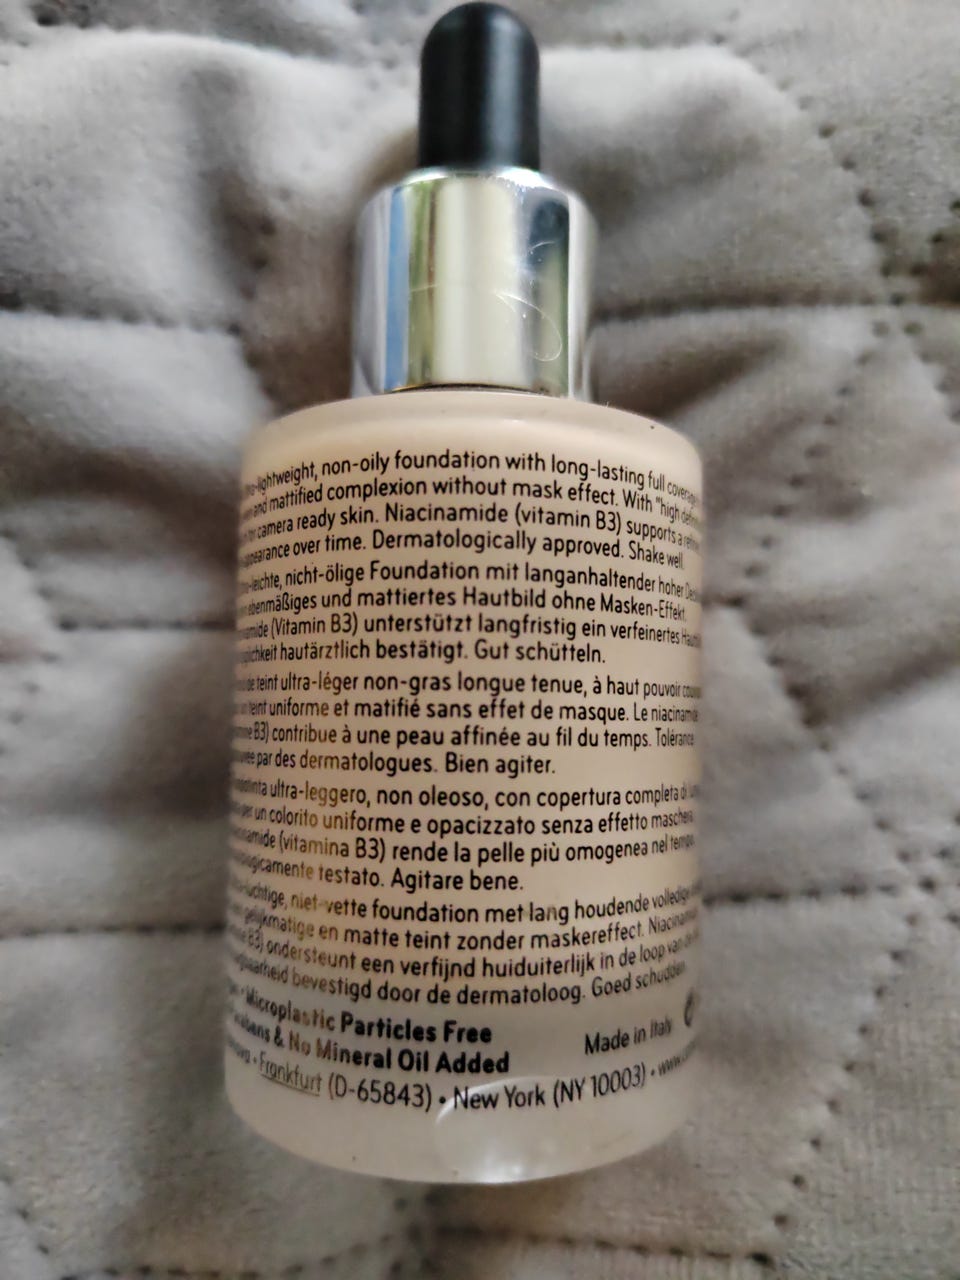 lightweight, non-oily foundation with long-lasting full coverage
and mattified complexion without mask effect. With "high
camera ready skin. Niacinamide (vitamin B3) supports a
appearance over time. Dermatologically approved. Shake well.
leichte, nicht-ölige Foundation mit langanhaltender hoher
ebenmäßiges und mattiertes Hautbild ohne Masken-Effekt.
(Vitamin B3) unterstützt langfristig ein verfeinertes
hautärztlich bestätigt. Gut schütteln.
de teint ultra-léger non-gras longue tenue, à haut pouvoir
teint uniforme et matifié sans effet de masque. Le niacinamide
B3) contribue à une peau affinée au fil du temps. Tolérance
par des dermatologues. Bien agiter.
ultra-leggero, non oleoso, con copertura completa di
per un colorito uniforme e opacizzato senza effetto maschera
(vitamina B3) rende la pelle più omogenea nel tempo.
testato. Agitare bene.
niet-vette foundation met lang houdende volledige
gelijkmatige en matte teint zonder maskereffect.
B3) ondersteunt een verfijnd huiduiterlijk in de loop van
bevestigd door de dermatoloog. Goed schudden.
• Microplastic Particles Free
& No Mineral Oil Added
Made in Italy
• Frankfurt (D-65843) • New York (NY 10003) •